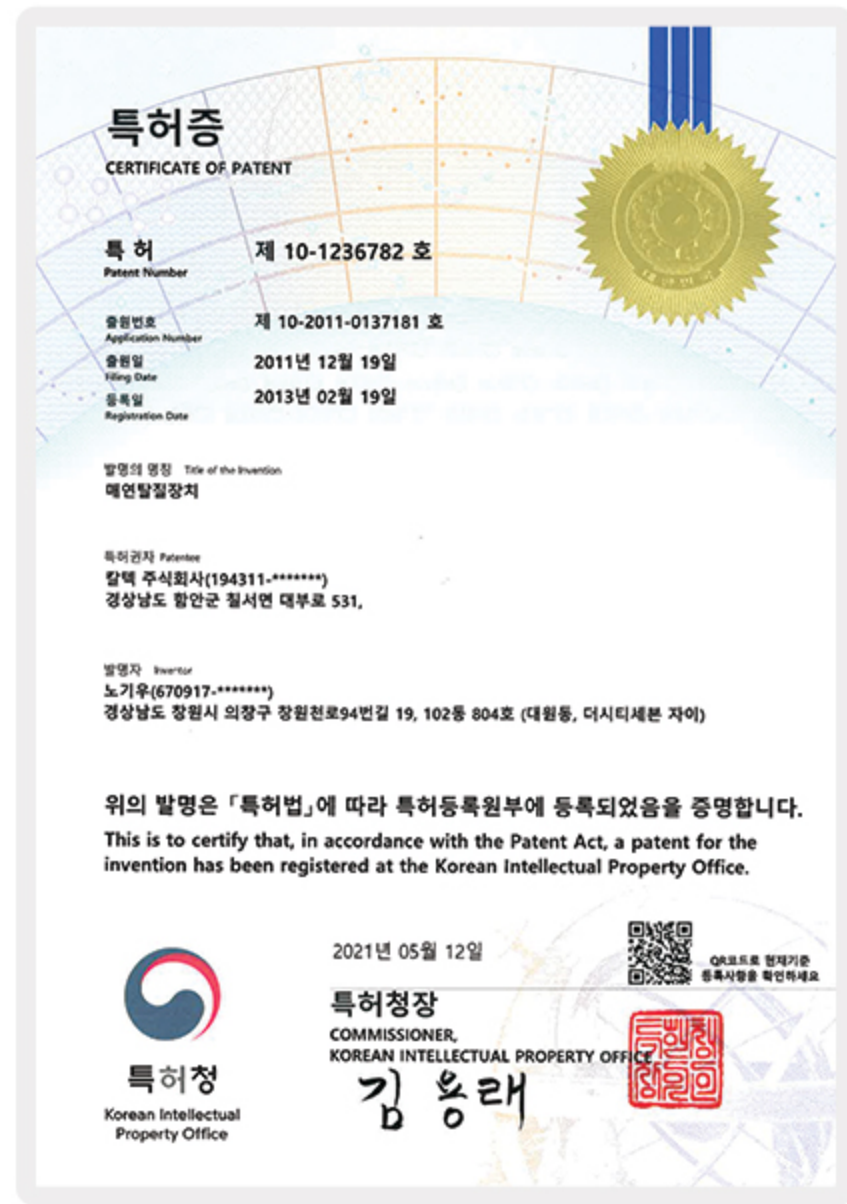 특허증
CERTIFICATE OF PATENT
특 허 제 10-1236782 호
Patent Number
출원번호 제 10-2011-0137181 호
Application Number
출원일 2011년 12월 19일
Filing Date
등록일 2013년 02월 19일
Registration Date
발명의 명칭 Title of the Invention
매연탈질장치
특허권자 Patentee
칼텍 주식회사(194311-*******)
경상남도 함안군 칠서면 대부로 531,
발명자 Inventor
노기우(670917-*******)
경상남도 창원시 의창구 창원천로94번길 19, 102동 804호 (대원동, 더시티세븐 자이)
위의 발명은 「특허법」에 따라 특허등록원부에 등록되었음을 증명합니다.
This is to certify that, in accordance with the Patent Act, a patent for the
invention has been registered at the Korean Intellectual Property Office.
2021년 05월 12일
QR코드로 현재기준
등록사항을 확인하세요
특허청장
COMMISSIONER,
KOREAN INTELLECTUAL PROPERTY OFFICE
김용래
특허청
Korean Intellectual
Property Office
대한민국